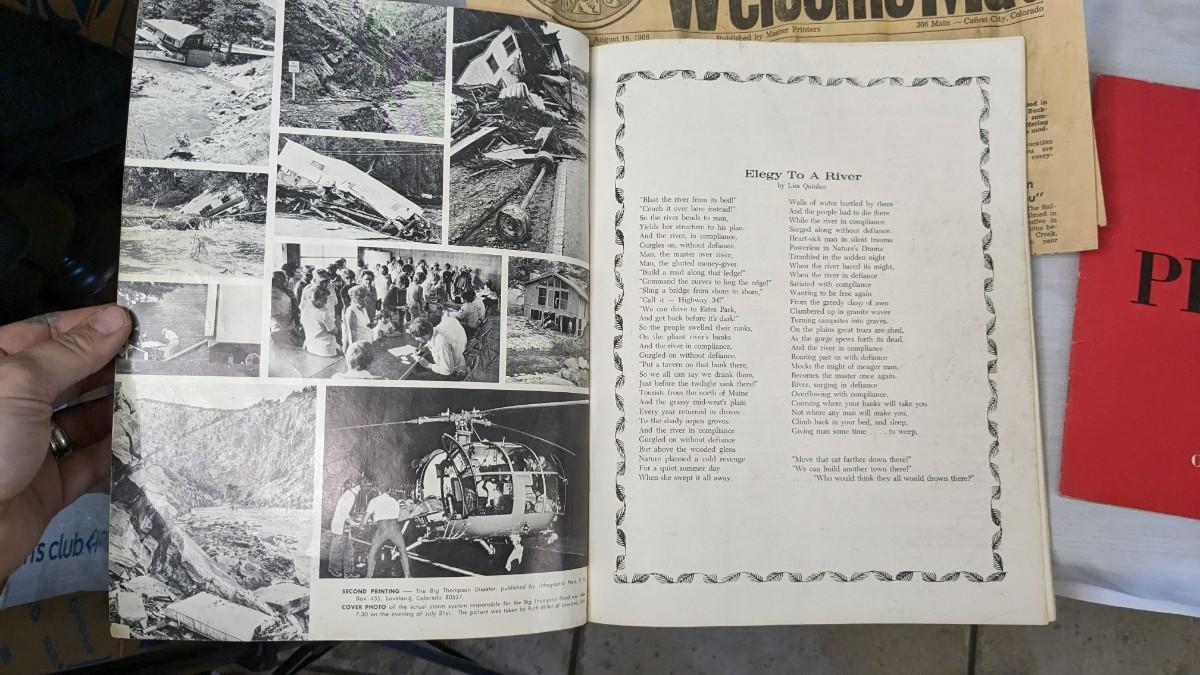 Welcome
August 18, 1968
Published by Master Printers
306 Main — Cañon City, Colorado
SECOND PRINTING — The Big Thompson Disaster, published by Lithographic Press, P. O.
Box 455, Loveland, Colorado 80537.
COVER PHOTO of the actual storm system responsible for the Big Thompson Flood
7:30 on the evening of July 31st. The picture was taken by Ruth
Elegy To A River
by Lisa Quinlan
"Blast the river from its bed!"
"Couch it over here instead!"
So the river bends to man,
Yields her structure to his plan.
And the river, in compliance,
Gurgles on, without defiance.
Man, the master over river;
Man, the glutted money-giver.
"Build a road along that ledge!"
"Command the curves to hug the edge!"
"Sling a bridge from shore to shore,"
"Call it — Highway 34!"
"We can drive to Estes Park,
And get back before it's dark!"
So the people swelled their ranks,
On the pliant river's banks.
And the river in compliance,
Gurgled on without defiance.
"Put a tavern on that bank there,
So we all can say we drank there,
Just before the twilight sank there!"
Tourists from the north of Maine
And the grassy mid-west's plain
Every year returned in droves
To the shady aspen groves.
And the river in compliance
Gurgled on without defiance.
But above the wooded glens
Nature planned a cold revenge
For a quiet summer day
When she swept it all away.
Walls of water hurtled by there
And the people had to die there
While the river in compliance
Surged along without defiance.
Heart-sick man in silent trauma
Powerless in Nature's Drama
Trembled in the sodden night
When the river bared its might,
When the river in defiance
Satiated with compliance
Wanting to be free again
From the greedy clasp of men
Clambered up in granite waves
Turning campsites into graves.
On the plains great tears are shed,
As the gorge spews forth its dead.
And the river in compliance
Roaring past us with defiance
Mocks the might of meager man,
Becomes the master once again.
River, surging in defiance
Overflowing with compliance,
Coursing where your banks will take you
Not where any man will make you,
Climb back in your bed, and sleep,
Giving man some time . . . . to weep,
"Move that cat farther down there!"
"We can build another town there!"
. . . . . "Who would think they all would drown there?"
's club